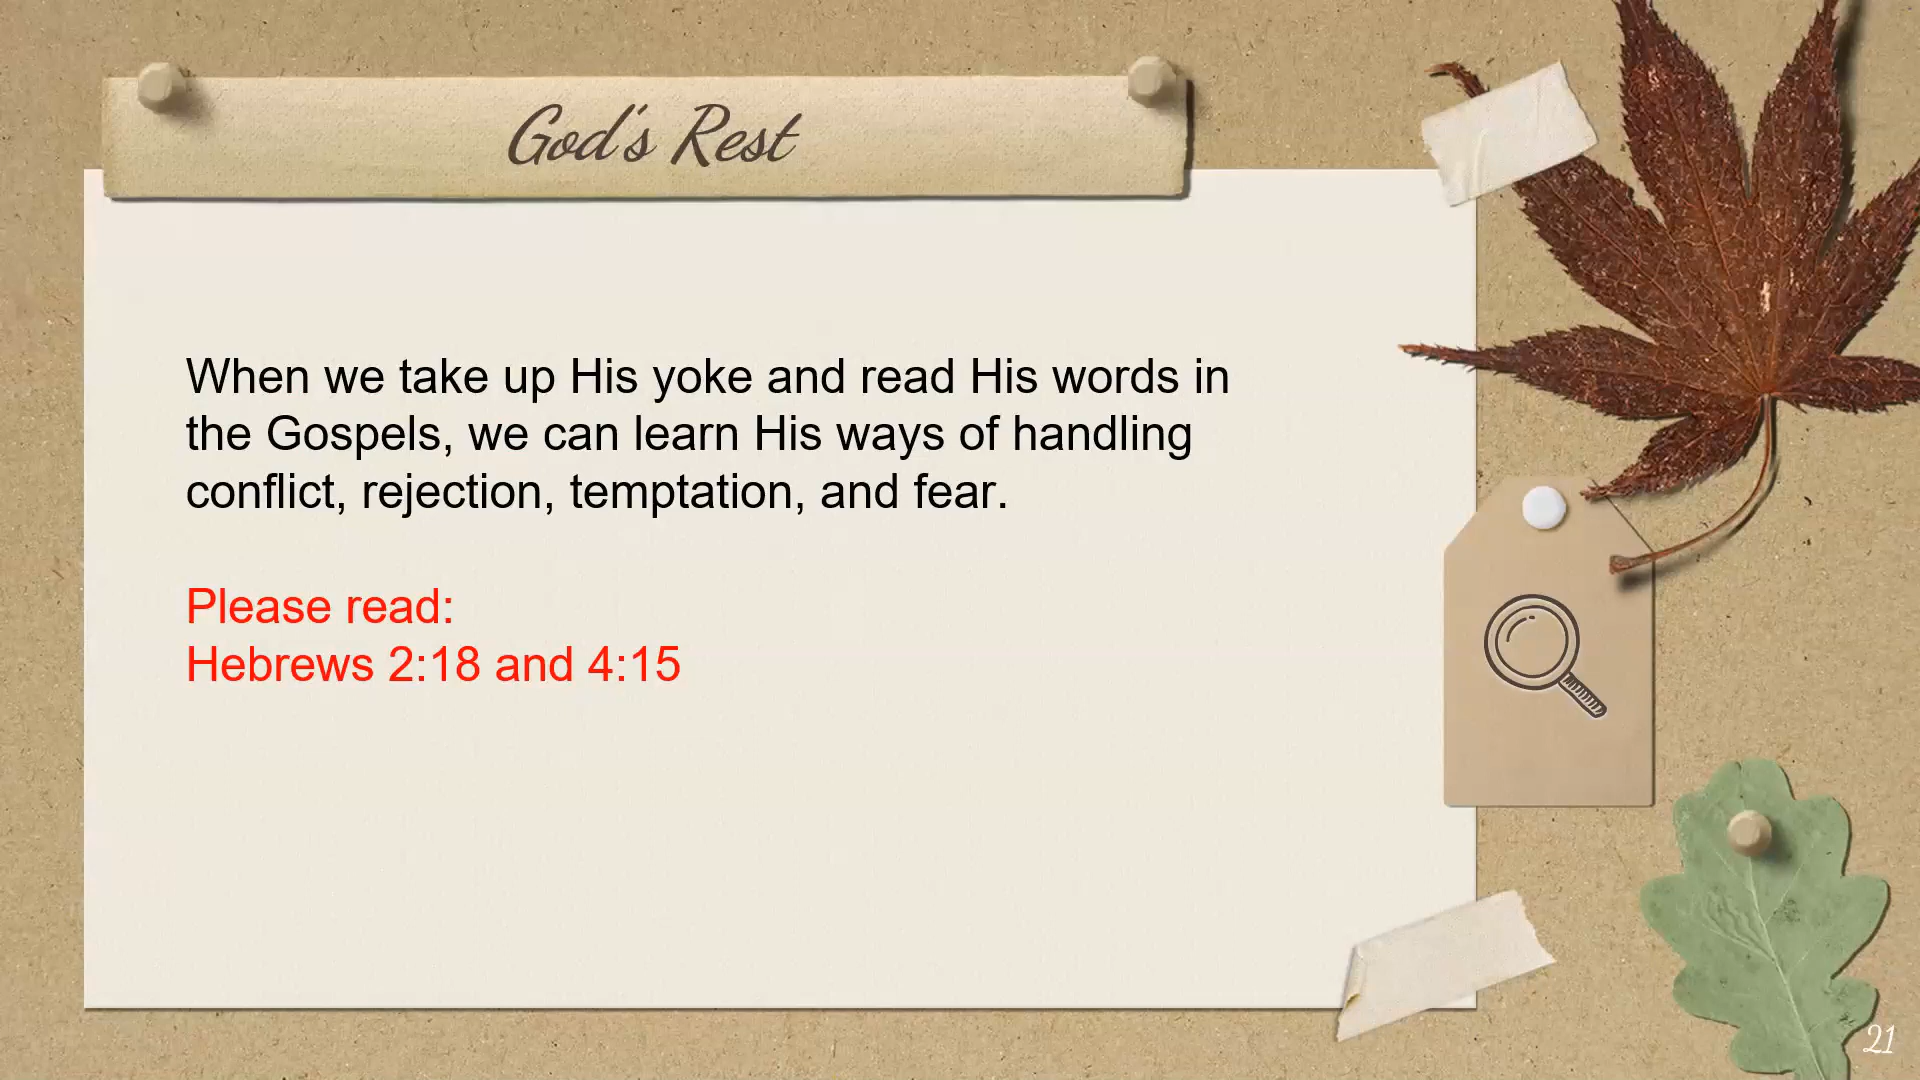 God's Rest
When we take up His yoke and read His words in
the Gospels, we can learn His ways of handling
conflict, rejection, temptation, and fear.
Please read:
Hebrews 2:18 and 4:15
21